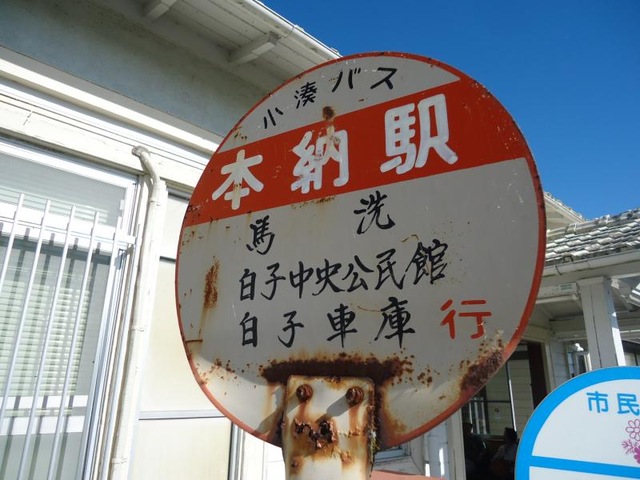 小湊バス
本納駅
馬洗
白子中央公民館
白子車庫 行
市民